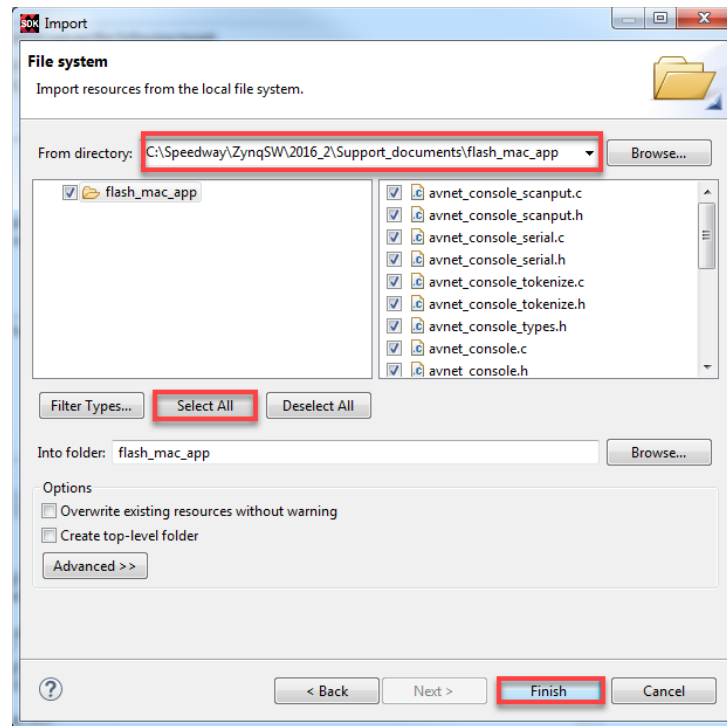 SDK Import
File system
Import resources from the local file system.
From directory: C:\Speedway\ZynqSW\2016_2\Support_documents\flash_mac_app Browse...
flash_mac_app
.c avnet_console_scanput.c
.c avnet_console_scanput.h
.c avnet_console_serial.c
.c avnet_console_serial.h
.c avnet_console_tokenize.c
.c avnet_console_tokenize.h
.c avnet_console_types.h
.c avnet_console.c
.c avnet_console.h
Filter Types... Select All Deselect All
Into folder: flash_mac_app Browse...
Options
Overwrite existing resources without warning
Create top-level folder
Advanced >>
? < Back Next > Finish Cancel